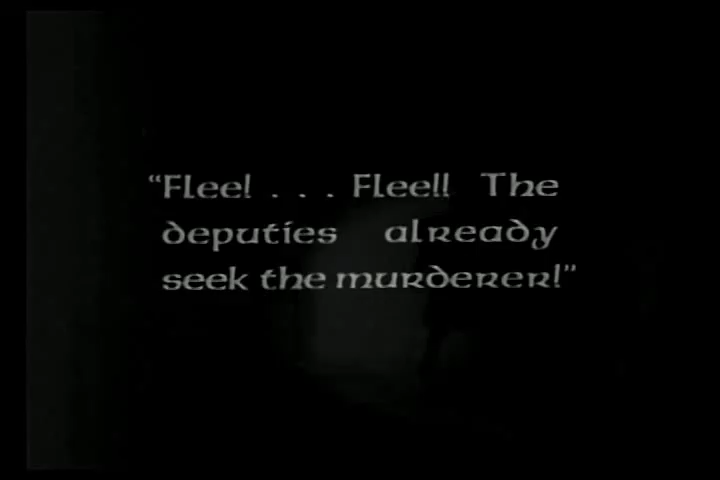 “Flee! . . . Flee!! The
deputies already
seek the murderer!”